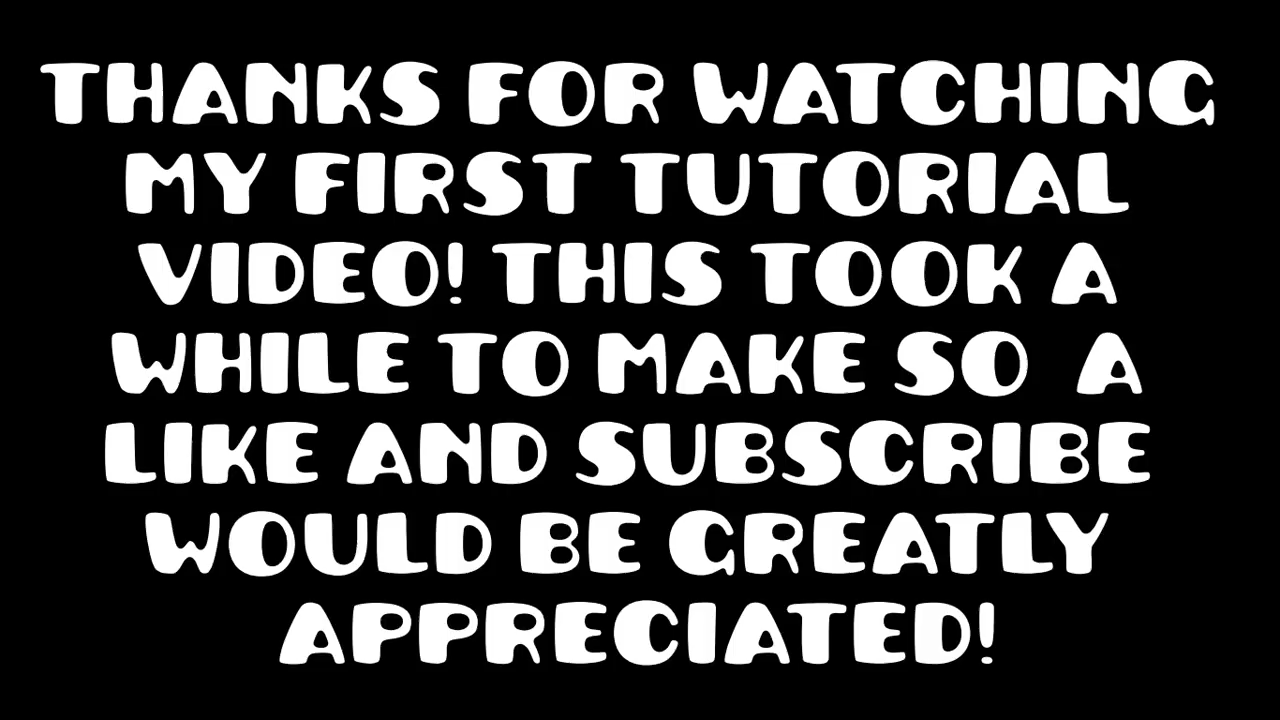 THANKS FOR WATCHING
MY FIRST TUTORIAL
VIDEO! THIS TOOK A
WHILE TO MAKE SO A
LIKE AND SUBSCRIBE
WOULD BE GREATLY
APPRECIATED!